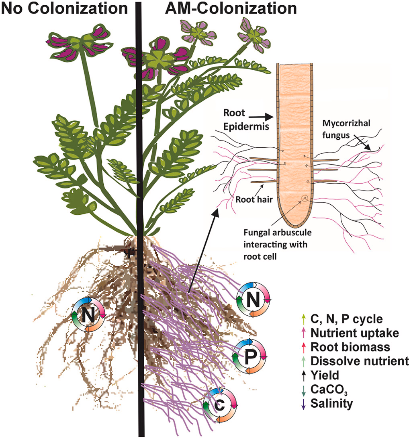 No Colonization
AM-Colonization
Root
Epidermis
Mycorrizhal
fungus
Root hair
Fungal arbuscule
interacting with
root cell
N
N
P
C
C, N, P cycle
Nutrient uptake
Root biomass
Dissolve nutrient
Yield
CaCO3
Salinity